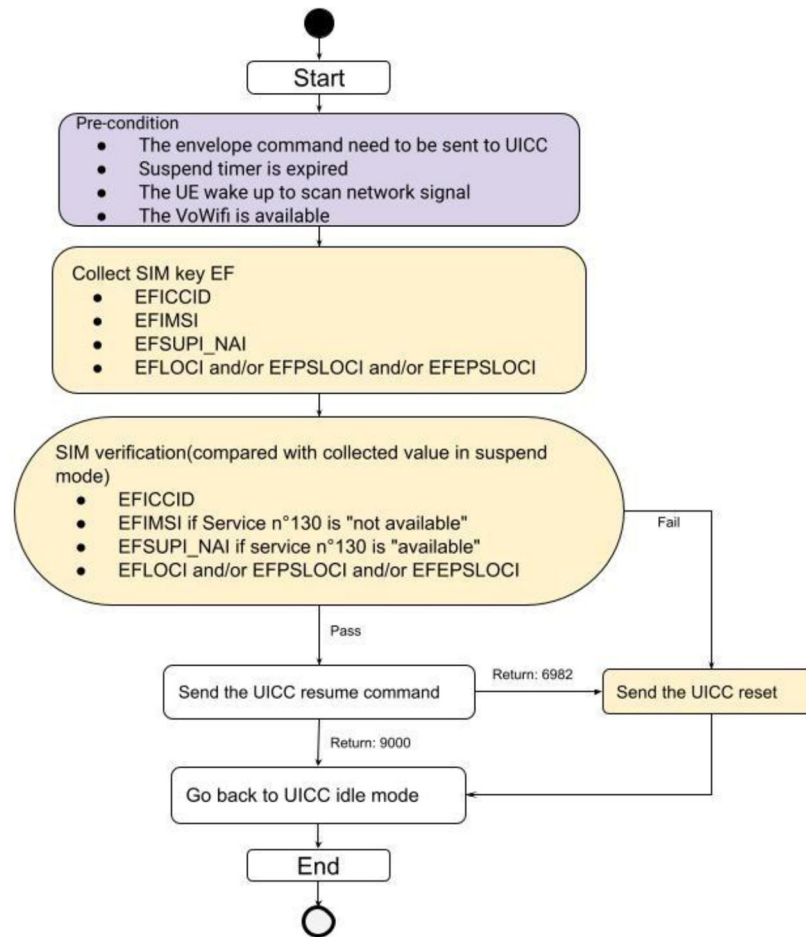 Start
Pre-condition
● The envelope command need to be sent to UICC
● Suspend timer is expired
● The UE wake up to scan network signal
● The VoWifi is available
Collect SIM key EF
● EFICCID
● EFIMSI
● EFSUPI_NAI
● EFLOCI and/or EFPSLOCI and/or EFEPSLOCI
SIM verification(compared with collected value in suspend
mode)
● EFICCID
● EFIMSI if Service n°130 is "not available"
● EFSUPI_NAI if service n°130 is "available"
● EFLOCI and/or EFPSLOCI and/or EFEPSLOCI
Fail
Pass
Send the UICC resume command
Return: 6982
Send the UICC reset
Return: 9000
Go back to UICC idle mode
End